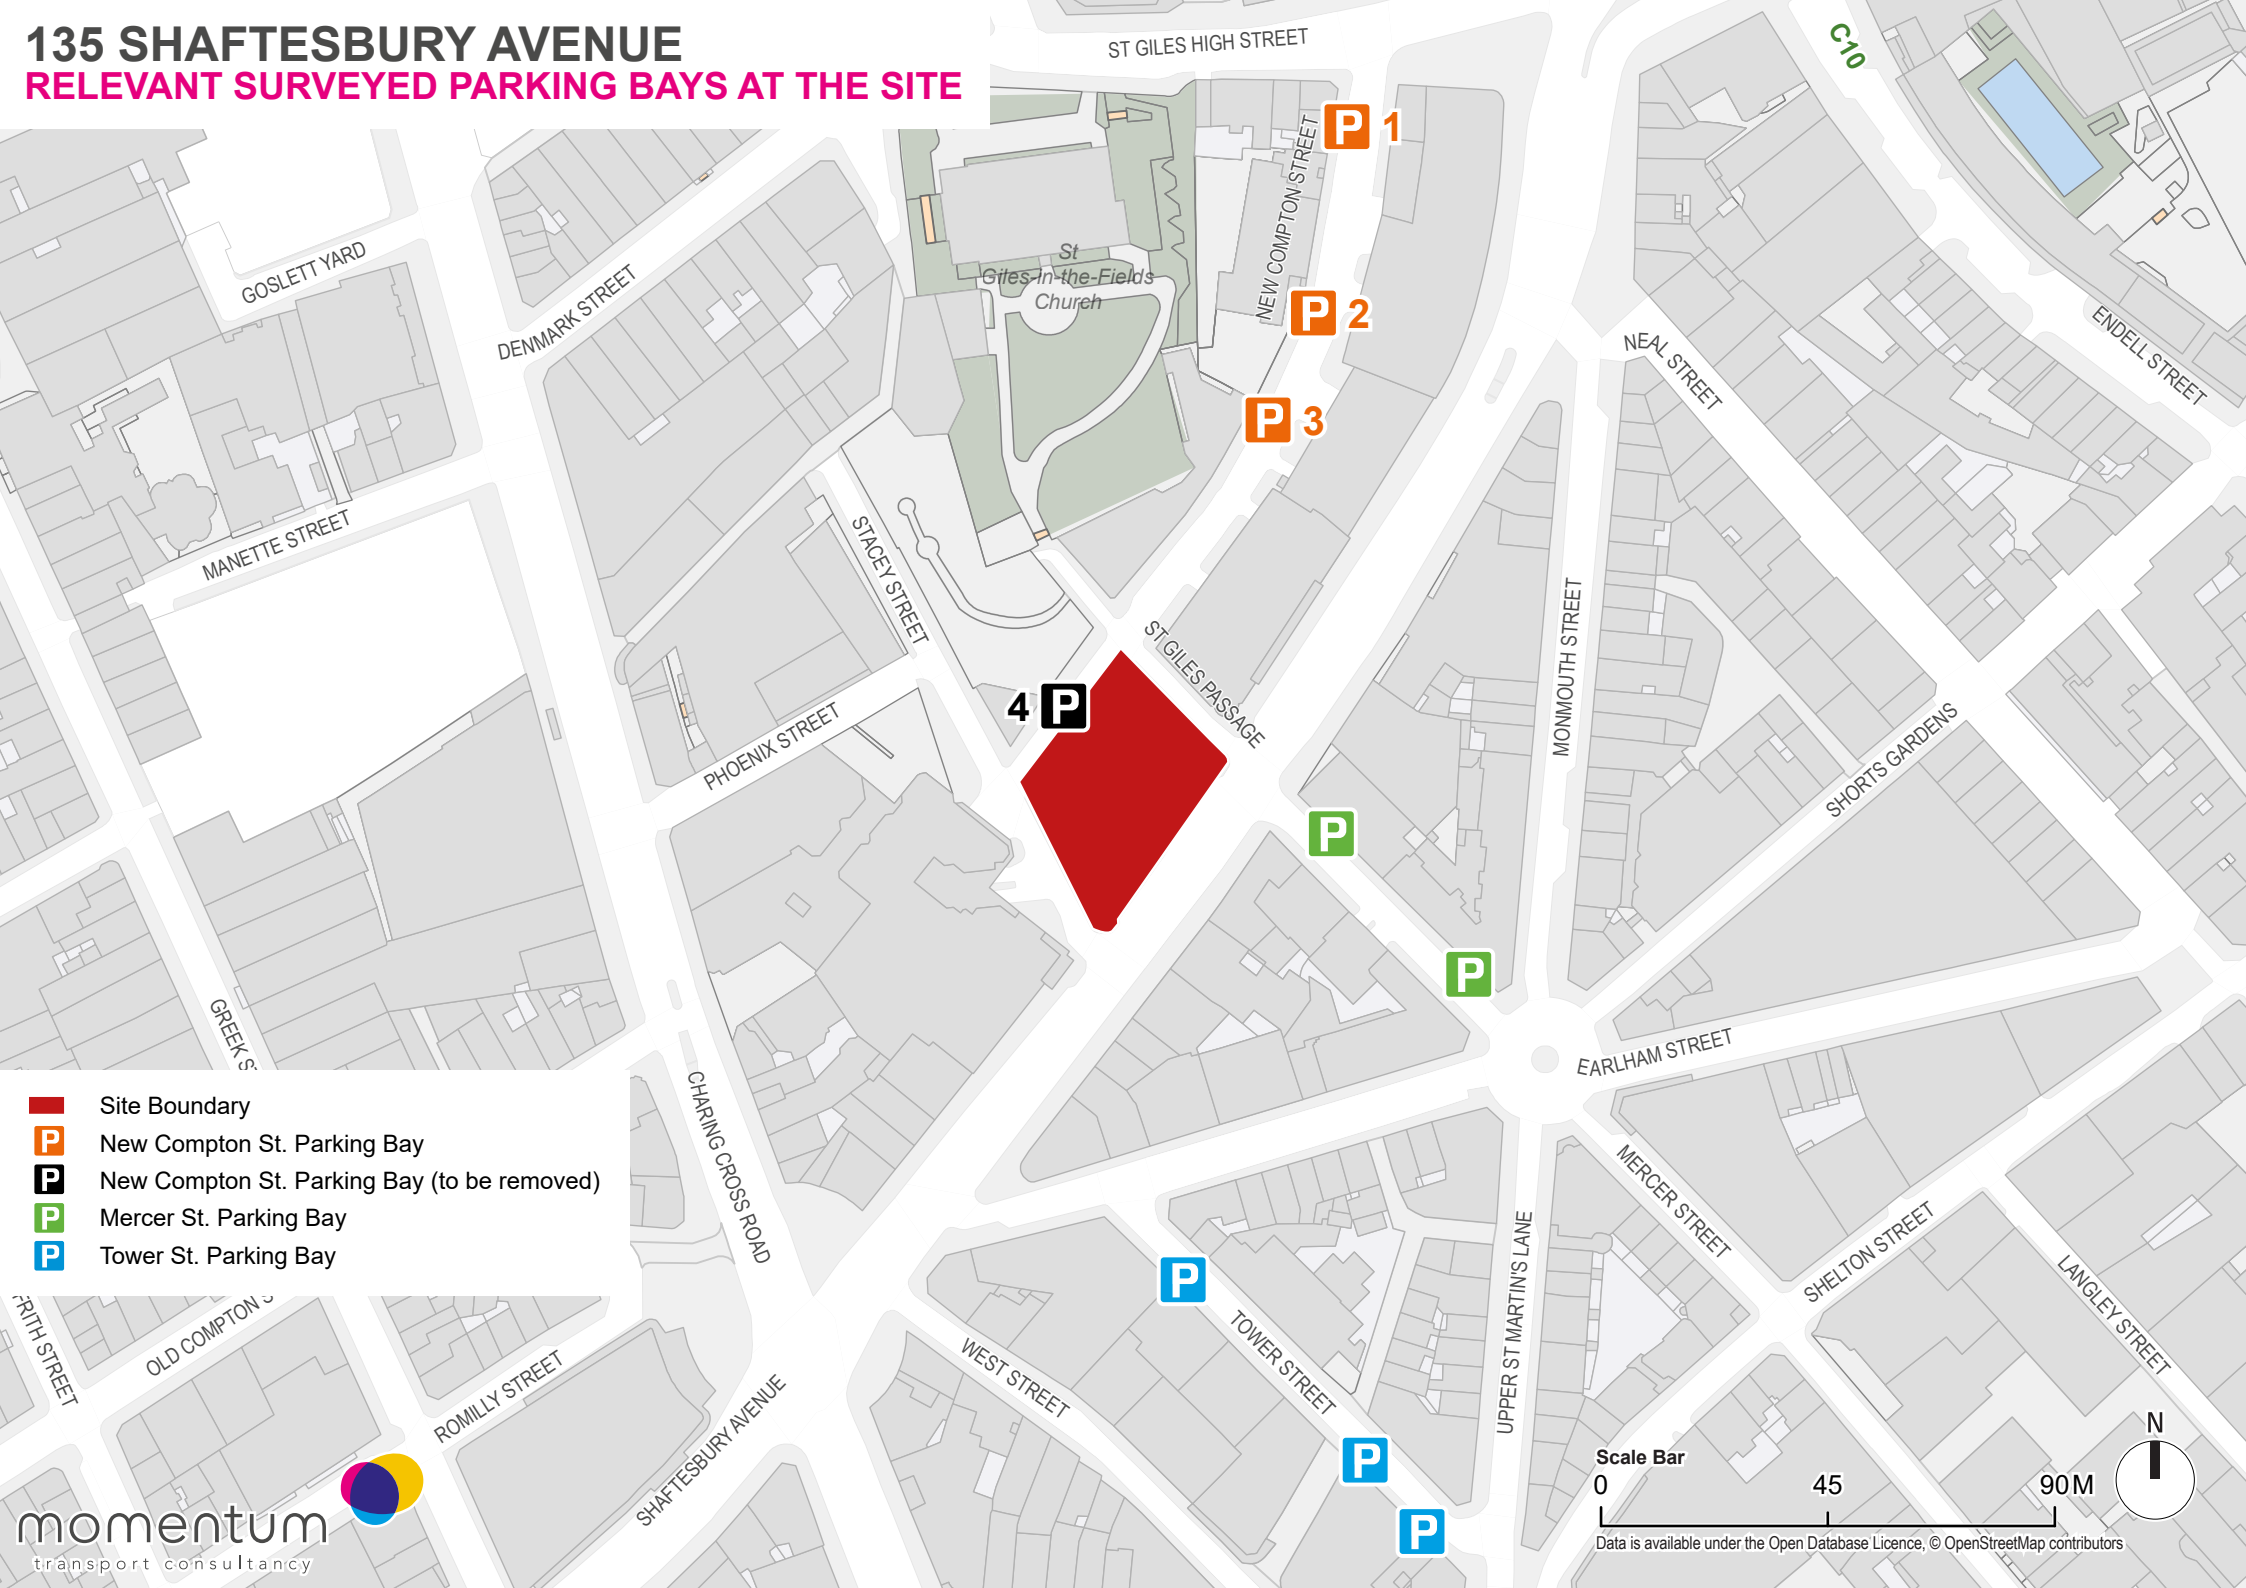 135 SHAFTESBURY AVENUE
RELEVANT SURVEYED PARKING BAYS AT THE SITE
ST GILES HIGH STREET
C10
P 1
NEW COMPTON STREET
GOSLETT YARD
St
Giles-in-the-Fields
Church
DENMARK STREET
P 2
NEAL STREET
ENDELL STREET
P 3
MANETTE STREET
STACEY STREET
MONMOUTH STREET
ST GILES PASSAGE
4 P
PHOENIX STREET
SHORTS GARDENS
P
P
GREEK S
EARLHAM STREET
CHARING CROSS ROAD
Site Boundary
P New Compton St. Parking Bay
P New Compton St. Parking Bay (to be removed)
P Mercer St. Parking Bay
P Tower St. Parking Bay
MERCER STREET
SHELTON STREET
LANGLEY STREET
UPPER ST MARTIN'S LANE
P
TOWER STREET
WEST STREET
FRITH STREET
OLD COMPTON S
ROMILLY STREET
SHAFTESBURY AVENUE
P
P
Scale Bar
0 45 90M
N
Data is available under the Open Database Licence, © OpenStreetMap contributors
momentum
transport consultancy